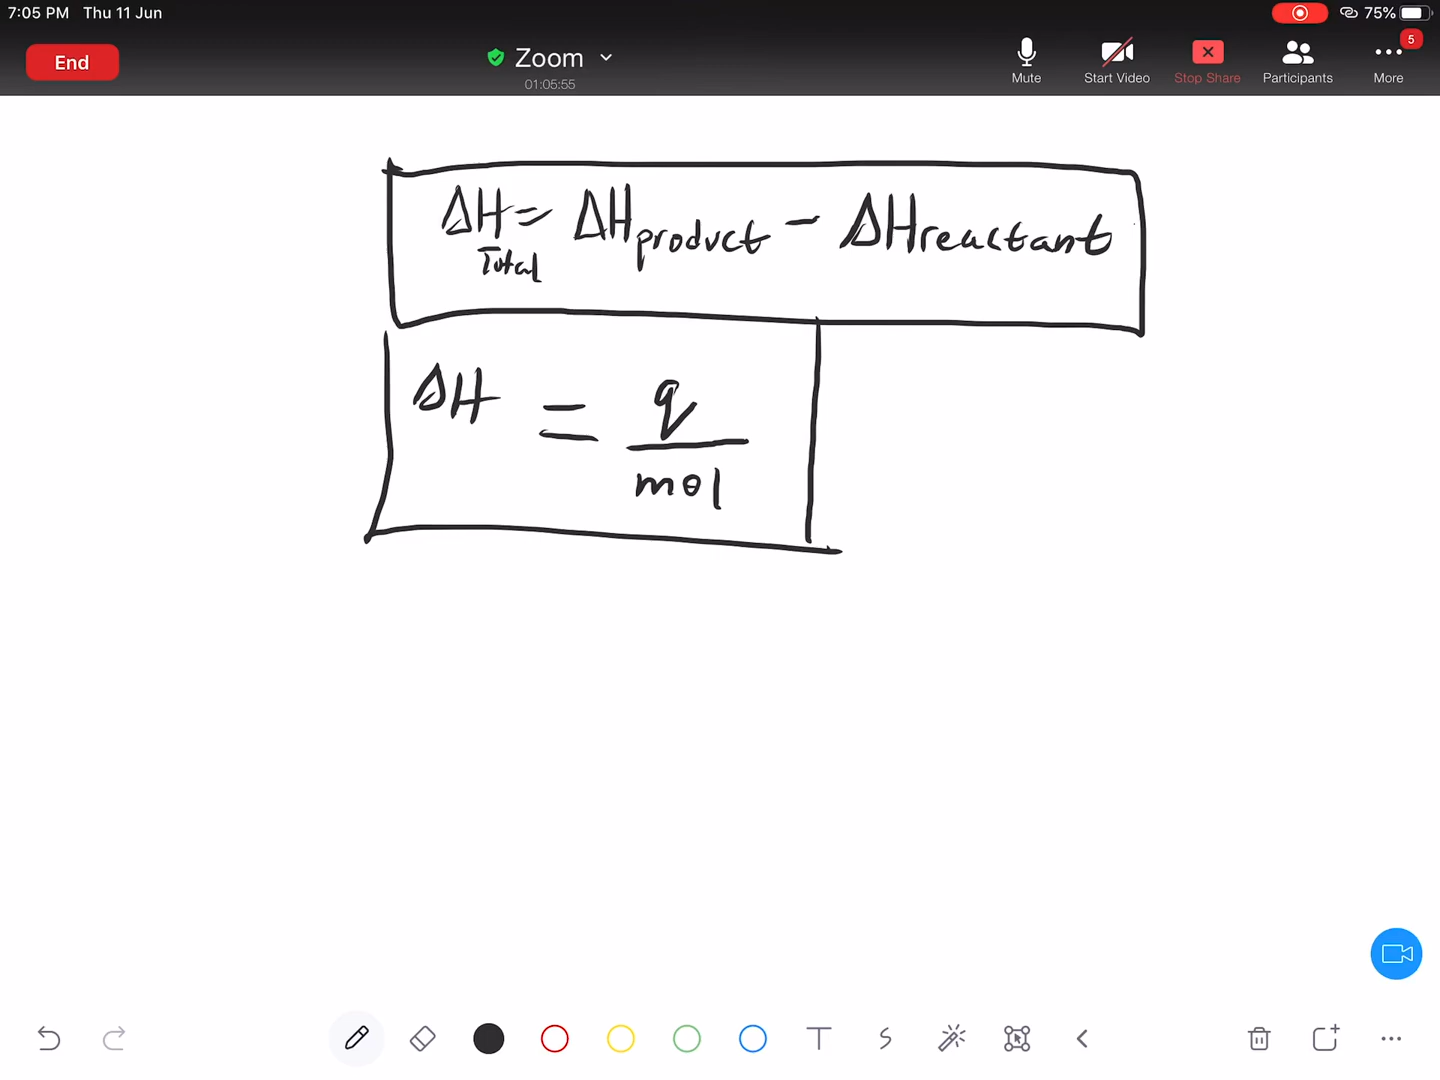 7:05 PM Thu 11 Jun
75%
End
Zoom
01:05:55
Mute
Start Video
Stop Share
Participants
More
5
ΔH = ΔHproduct − ΔHreactant
Total
ΔH = q
mol
T